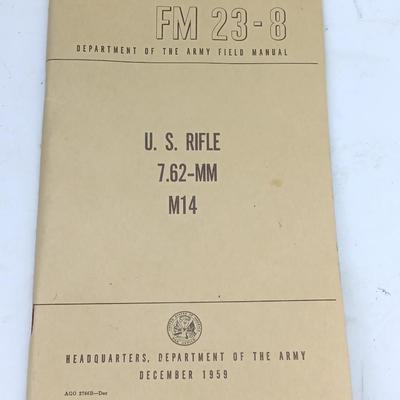 FM 23-8
DEPARTMENT OF THE ARMY FIELD MANUAL
U. S. RIFLE
7.62-MM
M14
HEADQUARTERS, DEPARTMENT OF THE ARMY
DECEMBER 1959